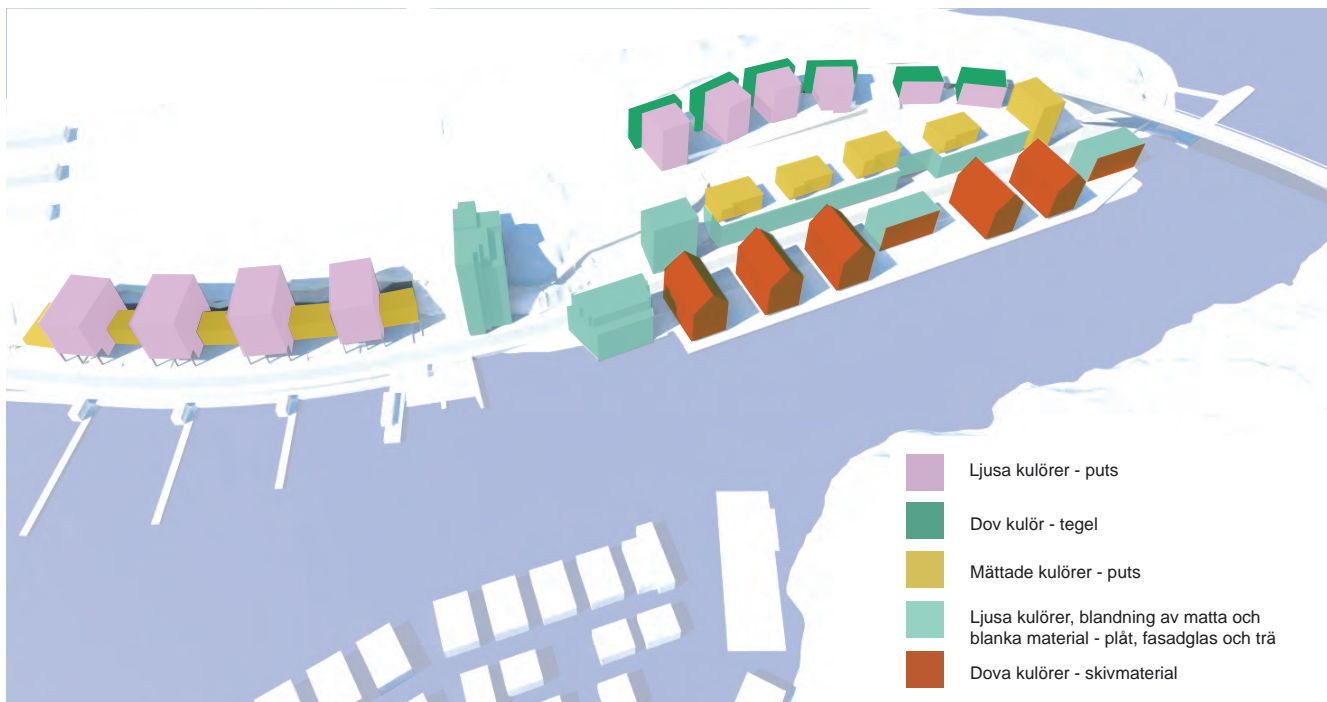 Ljusa kulörer - puts
Dov kulör - tegel
Mättade kulörer - puts
Ljusa kulörer, blandning av matta och
blanka material - plåt, fasadglas och trä
Dova kulörer - skivmaterial